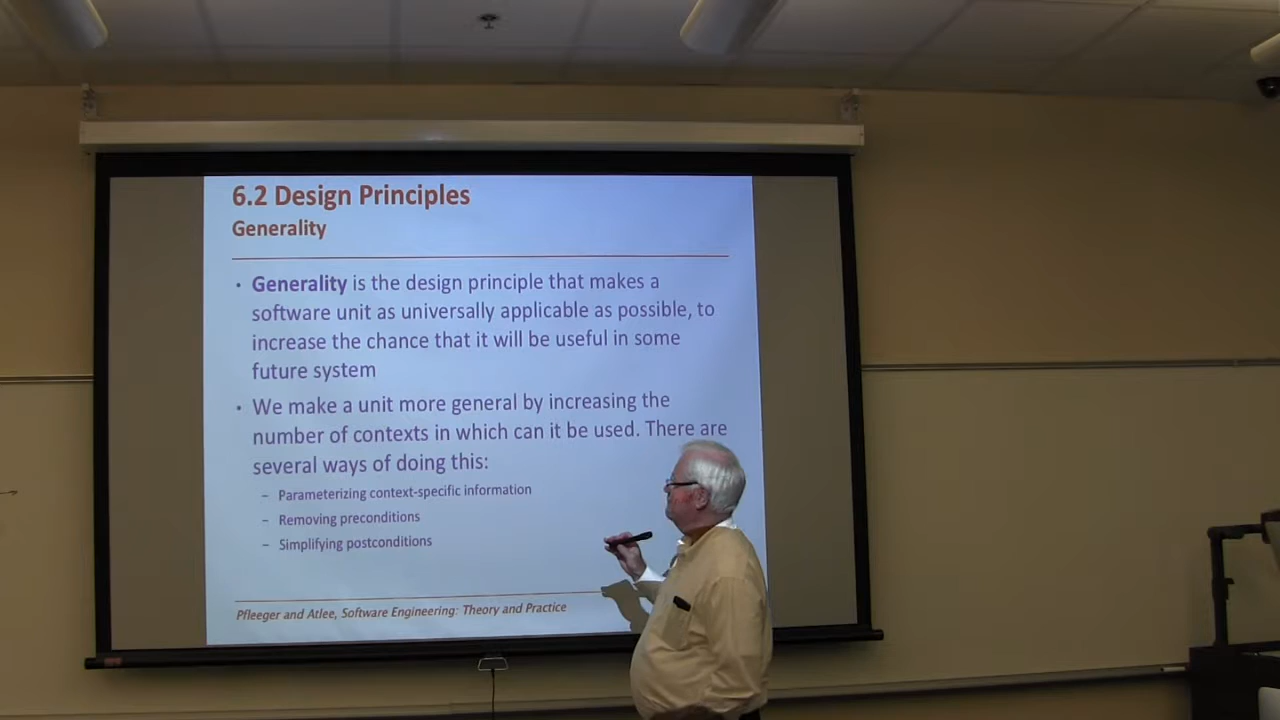 6.2 Design Principles
Generality
• Generality is the design principle that makes a
software unit as universally applicable as possible, to
increase the chance that it will be useful in some
future system
• We make a unit more general by increasing the
number of contexts in which can it be used. There are
several ways of doing this:
– Parameterizing context-specific information
– Removing preconditions
– Simplifying postconditions
Pfleeger and Atlee, Software Engineering: Theory and Practice